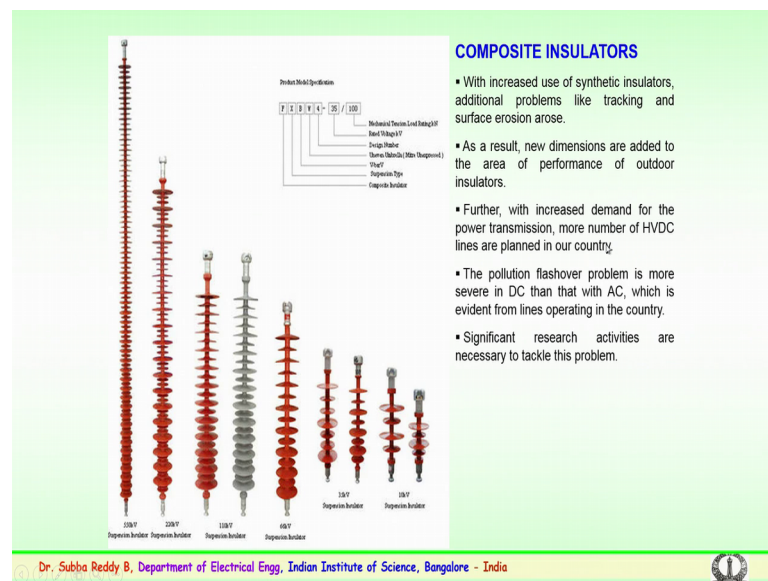 COMPOSITE INSULATORS
▪ With increased use of synthetic insulators,
additional problems like tracking and
surface erosion arose.
▪ As a result, new dimensions are added to
the area of performance of outdoor
insulators.
▪ Further, with increased demand for the
power transmission, more number of HVDC
lines are planned in our country.
▪ The pollution flashover problem is more
severe in DC than that with AC, which is
evident from lines operating in the country.
▪ Significant research activities are
necessary to tackle this problem.
Product Model Specification
F X B W 4 - 35 / 100
Mechanical Tension Load Rating kN
Rated Voltage kV
Design Number
Uneven Umbrella
Suspension Type
Composite Insulator
220kV
Suspension Insulator
110kV
Suspension Insulator
66kV
Suspension Insulator
Suspension Insulator
10kV
Suspension Insulator
Suspension Insulator
Dr. Subba Reddy B, Department of Electrical Engg, Indian Institute of Science, Bangalore - India